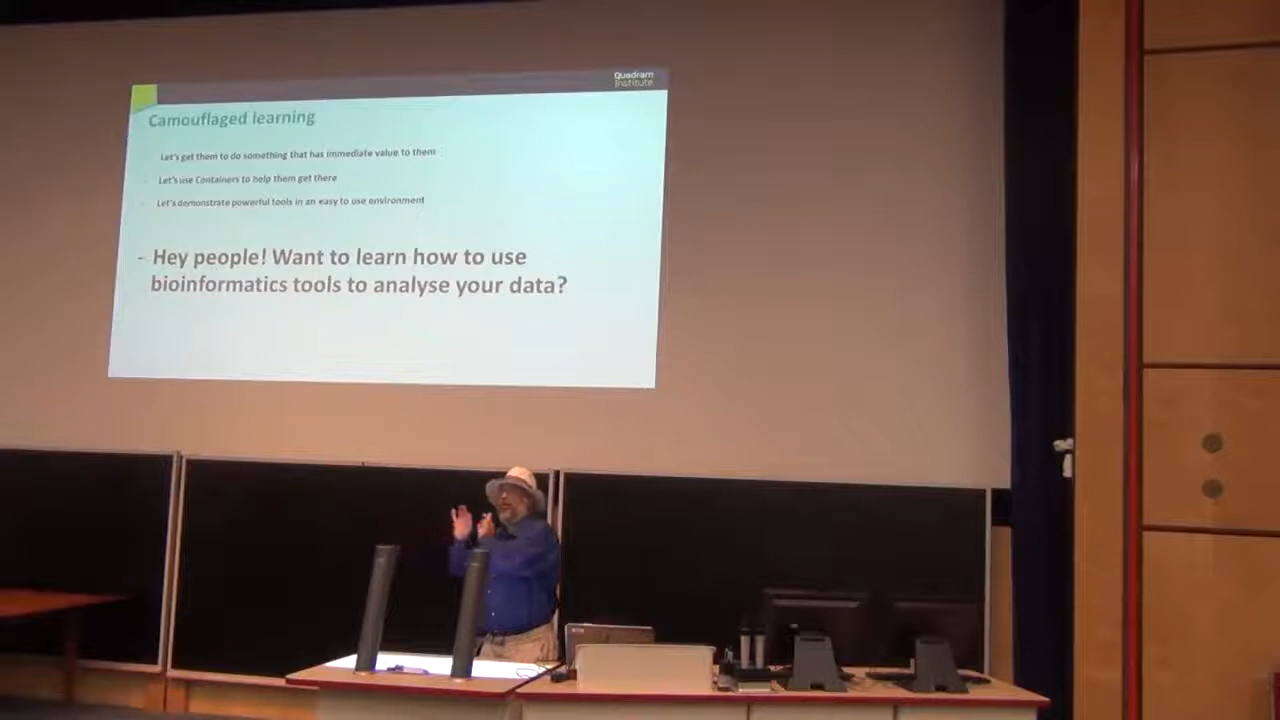 Quadram
Institute
Camouflaged learning
Let's get them to do something that has immediate value to them
- Let's use Containers to help them get there
- Let's demonstrate powerful tools in an easy to use environment
- Hey people! Want to learn how to use
bioinformatics tools to analyse your data?